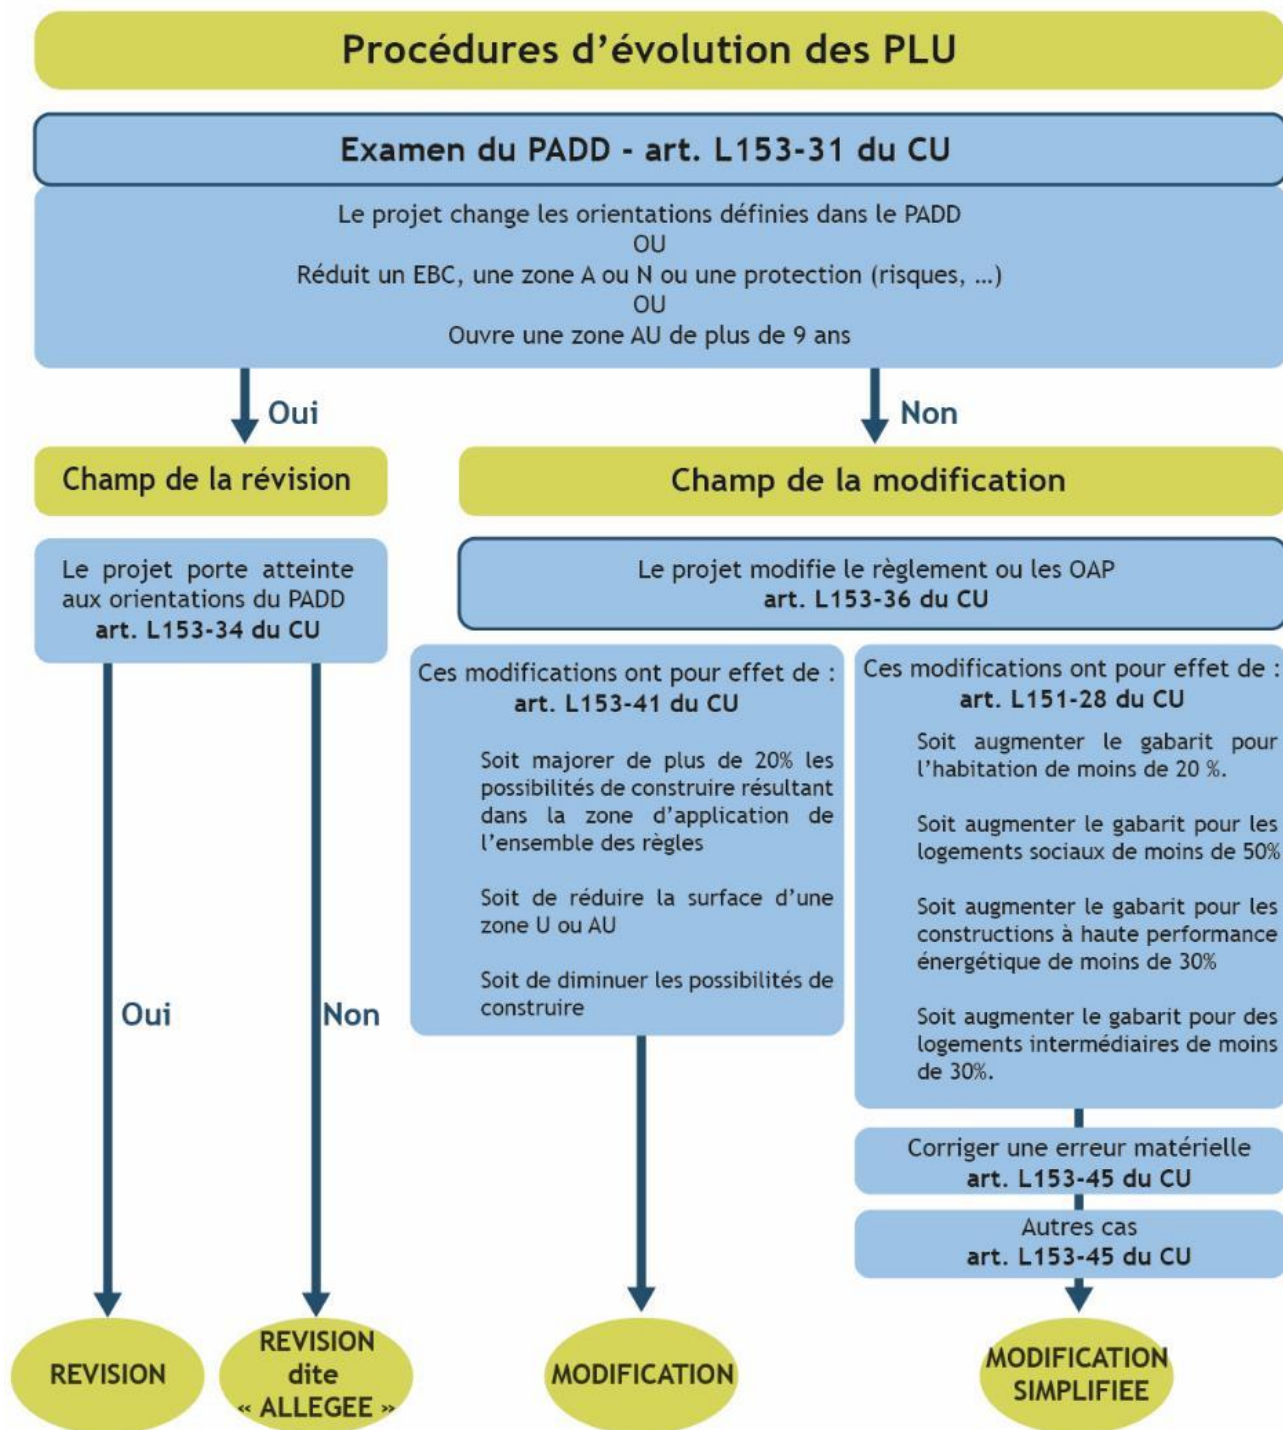 Procédures d'évolution des PLU
Examen du PADD - art. L153-31 du CU
Le projet change les orientations définies dans le PADD
OU
Réduit un EBC, une zone A ou N ou une protection (risques, ...)
OU
Ouvre une zone AU de plus de 9 ans
Oui
Non
Champ de la révision
Champ de la modification
Le projet porte atteinte
aux orientations du PADD
art. L153-34 du CU
Le projet modifie le règlement ou les OAP
art. L153-36 du CU
Ces modifications ont pour effet de :
art. L153-41 du CU
Soit majorer de plus de 20% les
possibilités de construire résultant
dans la zone d'application de
l'ensemble des règles
Soit de réduire la surface d'une
zone U ou AU
Soit de diminuer les possibilités de
construire
Ces modifications ont pour effet de :
art. L151-28 du CU
Soit augmenter le gabarit pour
l'habitation de moins de 20 %.
Soit augmenter le gabarit pour les
logements sociaux de moins de 50%
Soit augmenter le gabarit pour les
constructions à haute performance
énergétique de moins de 30%
Soit augmenter le gabarit pour des
logements intermédiaires de moins
de 30%.
Oui
Non
Corriger une erreur matérielle
art. L153-45 du CU
Autres cas
art. L153-45 du CU
REVISION
REVISION
dite
« ALLEGEE »
MODIFICATION
MODIFICATION
SIMPLIFIEE